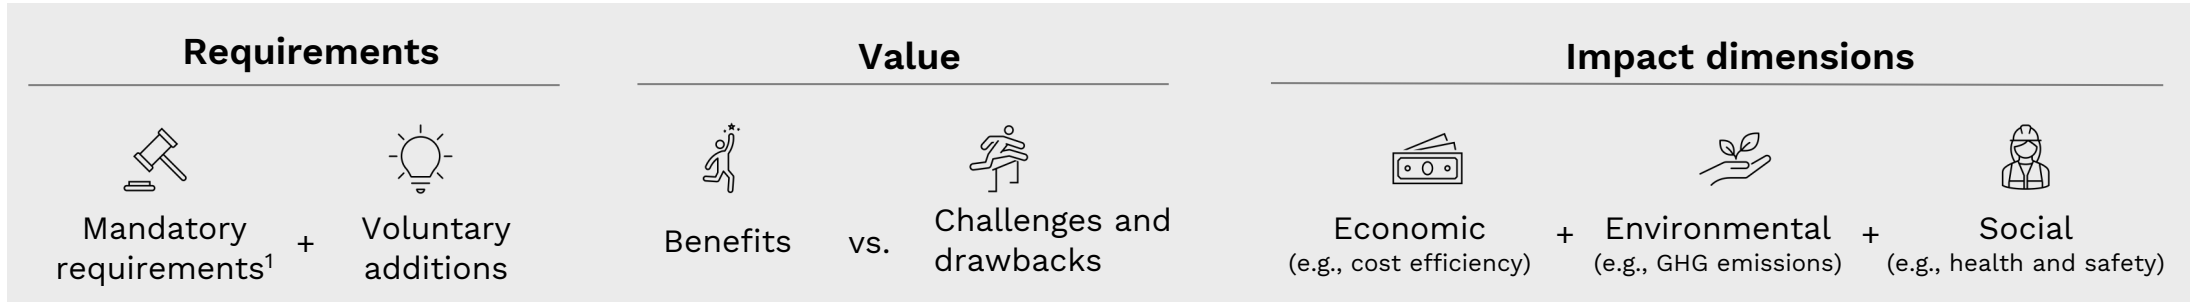 Requirements
Mandatory
requirements¹
+
Voluntary
additions
Value
Benefits
vs.
Challenges and
drawbacks
Impact dimensions
Economic
(e.g., cost efficiency)
+
Environmental
(e.g., GHG emissions)
+
Social
(e.g., health and safety)